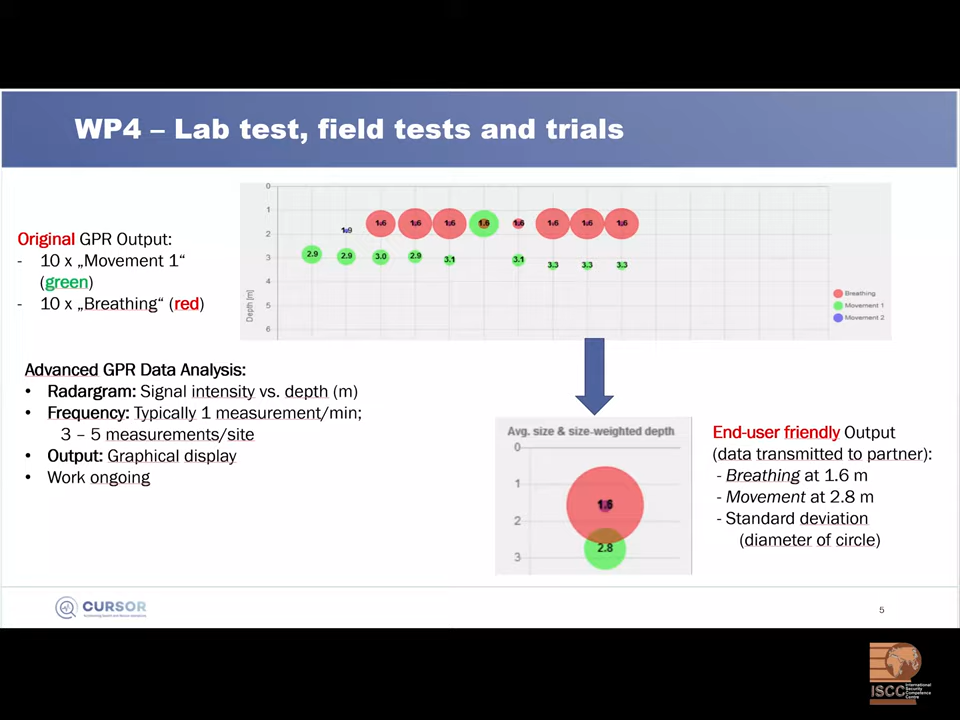 WP4 – Lab test, field tests and trials
Original GPR Output:
- 10 x „Movement 1“
(green)
- 10 x „Breathing“ (red)
0
1
2
3
4
5
6
Depth [m]
1.9 1.6 1.6 1.6 1.6 1.6 1.6 1.6 1.6
2.9 2.9 3.0 2.9 3.1 3.1 3.3 3.3 3.3
Breathing
Movement 1
Movement 2
Advanced GPR Data Analysis:
• Radargram: Signal intensity vs. depth (m)
• Frequency: Typically 1 measurement/min;
3 – 5 measurements/site
• Output: Graphical display
• Work ongoing
Avg. size & size-weighted depth
0
1
2
3
1.6
2.8
End-user friendly Output
(data transmitted to partner):
- Breathing at 1.6 m
- Movement at 2.8 m
- Standard deviation
(diameter of circle)
CURSOR
5
ISCC
International
Security
Competence
Centre